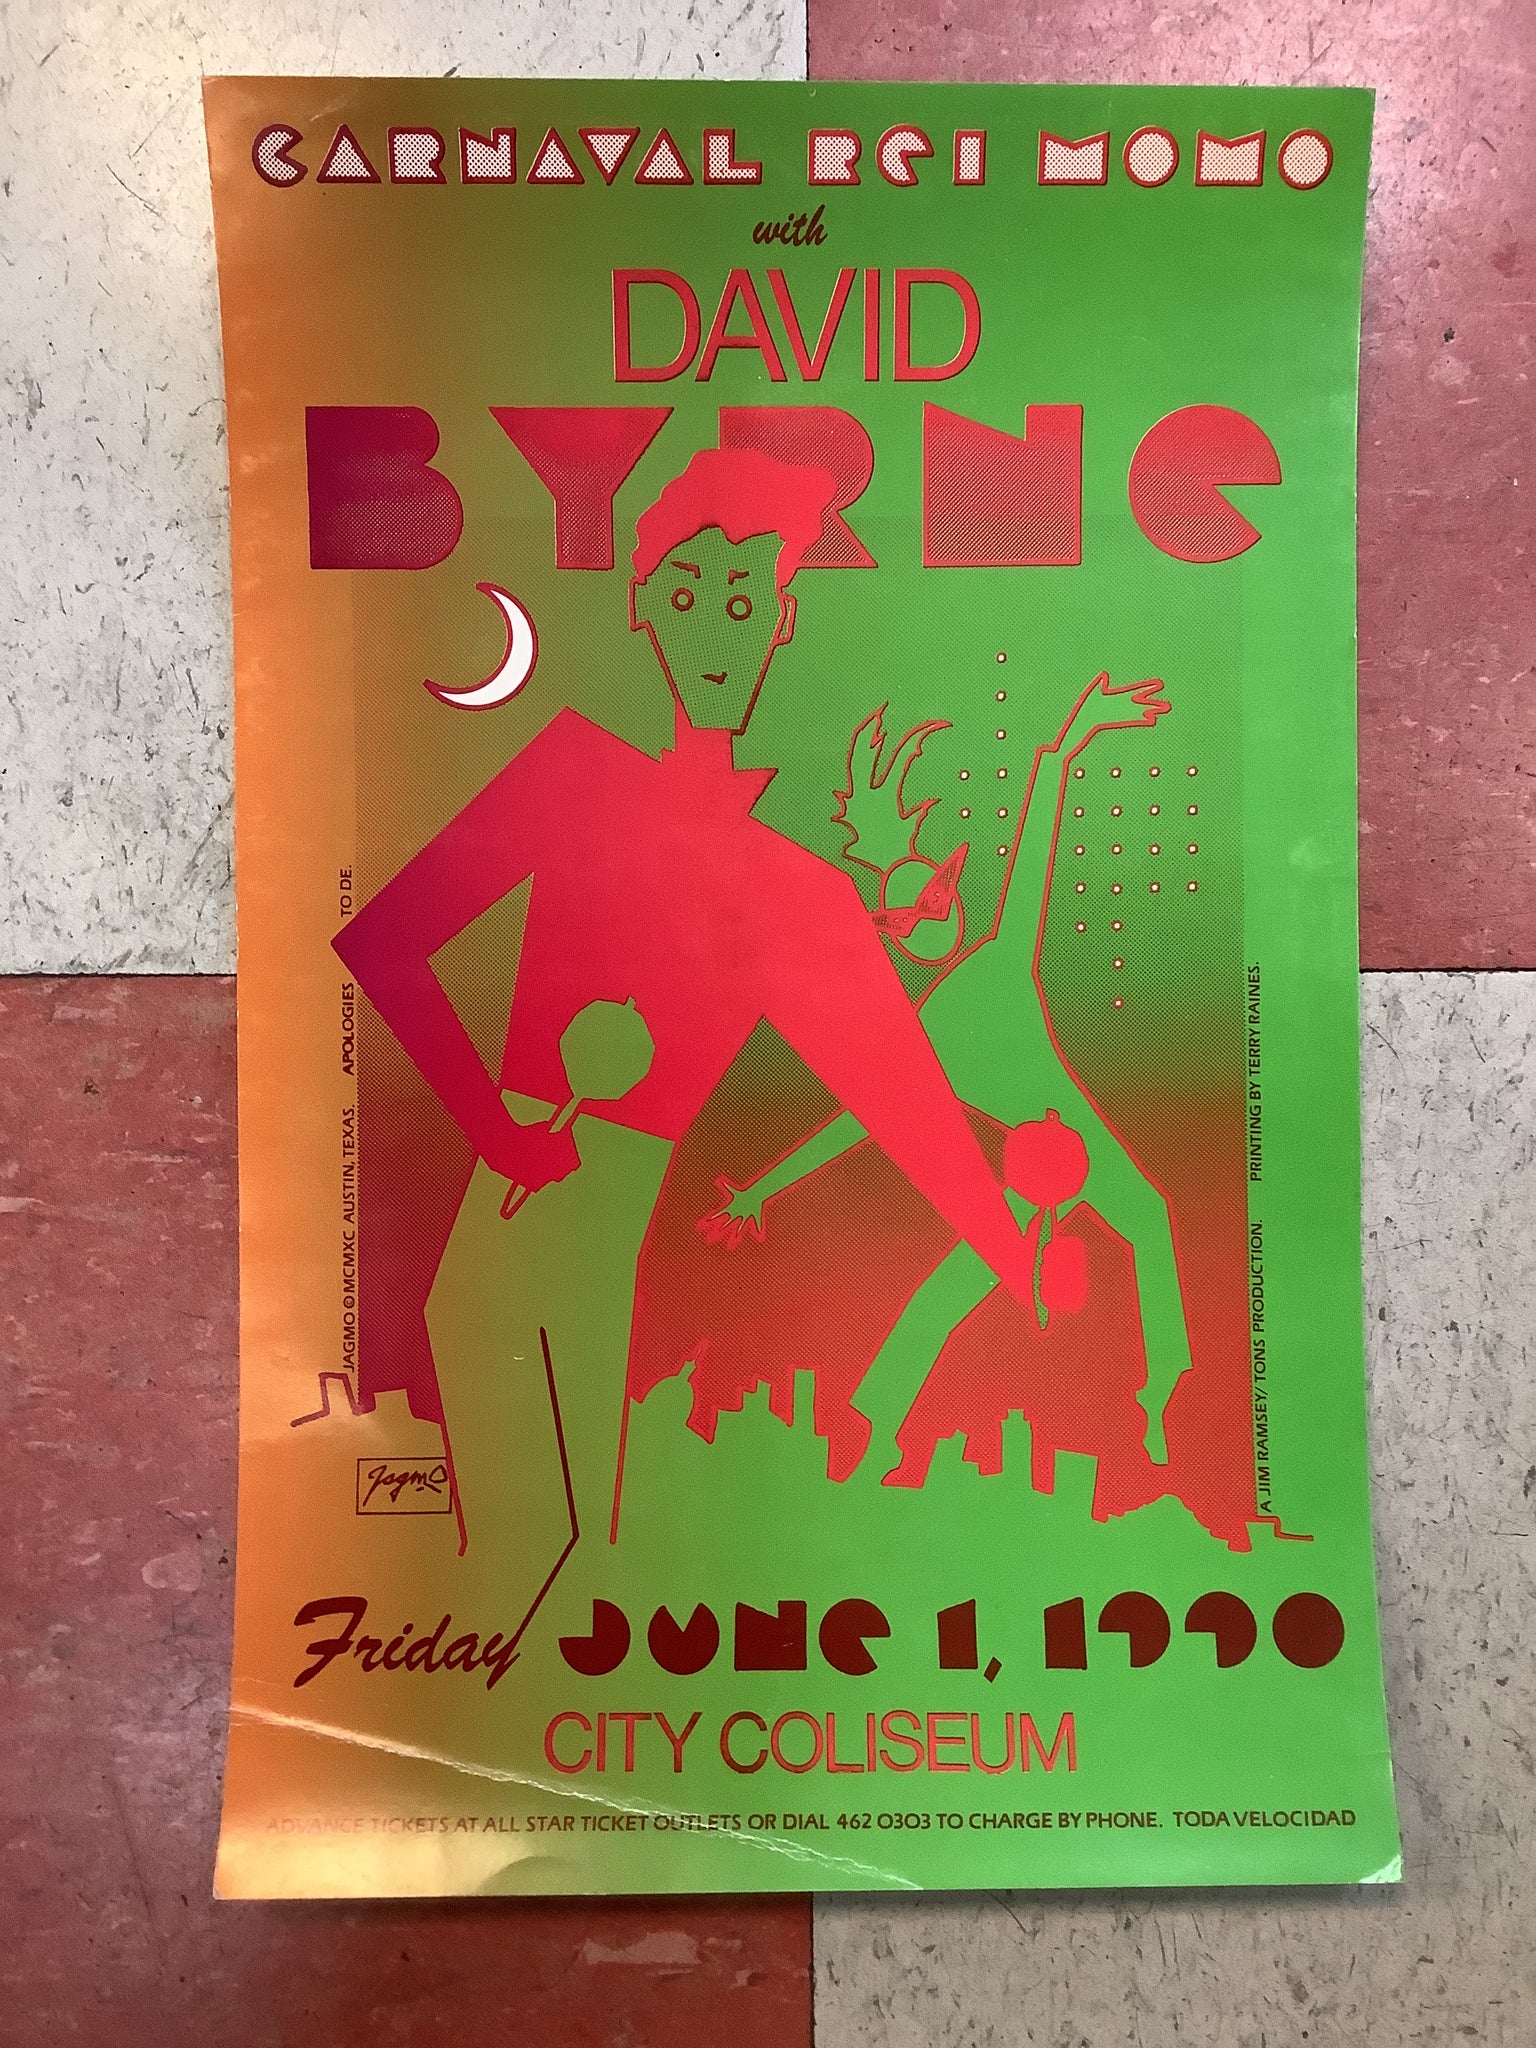 CARNAVAL REI MOMO
with
DAVID
BYRNE
JAGMO © MCMXC AUSTIN, TEXAS. APOLOGIES TO DE.
A JIM RAMSEY/TONS PRODUCTION. PRINTING BY TERRY RAINES.
Jagmo
Friday JUNE 1, 1990
CITY COLISEUM
ADVANCE TICKETS AT ALL STAR TICKET OUTLETS OR DIAL 462 0303 TO CHARGE BY PHONE. TODA VELOCIDAD